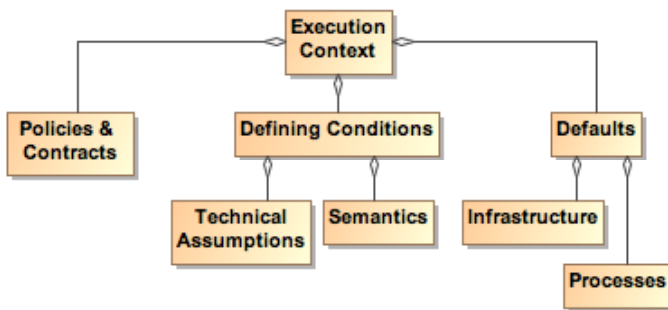 Execution
Context
Policies &
Contracts
Defining Conditions
Defaults
Technical
Assumptions
Semantics
Infrastructure
Processes